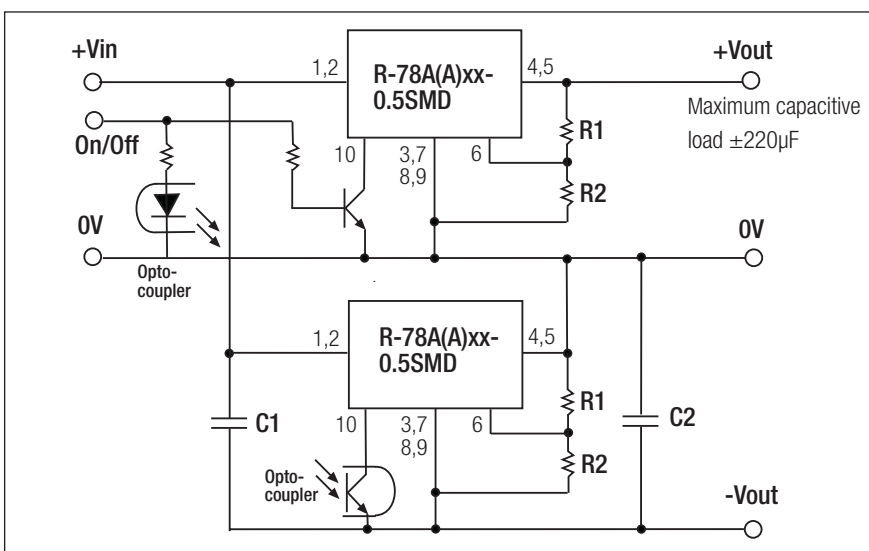 +Vin
1,2
R-78A(A)xx-
0.5SMD
4,5
+Vout
Maximum capacitive
load ±220µF
On/Off
10
3,7
8,9
6
R1
R2
0V
0V
Opto-
coupler
1,2
R-78A(A)xx-
0.5SMD
4,5
C1
10
3,7
8,9
6
R1
R2
C2
Opto-
coupler
-Vout